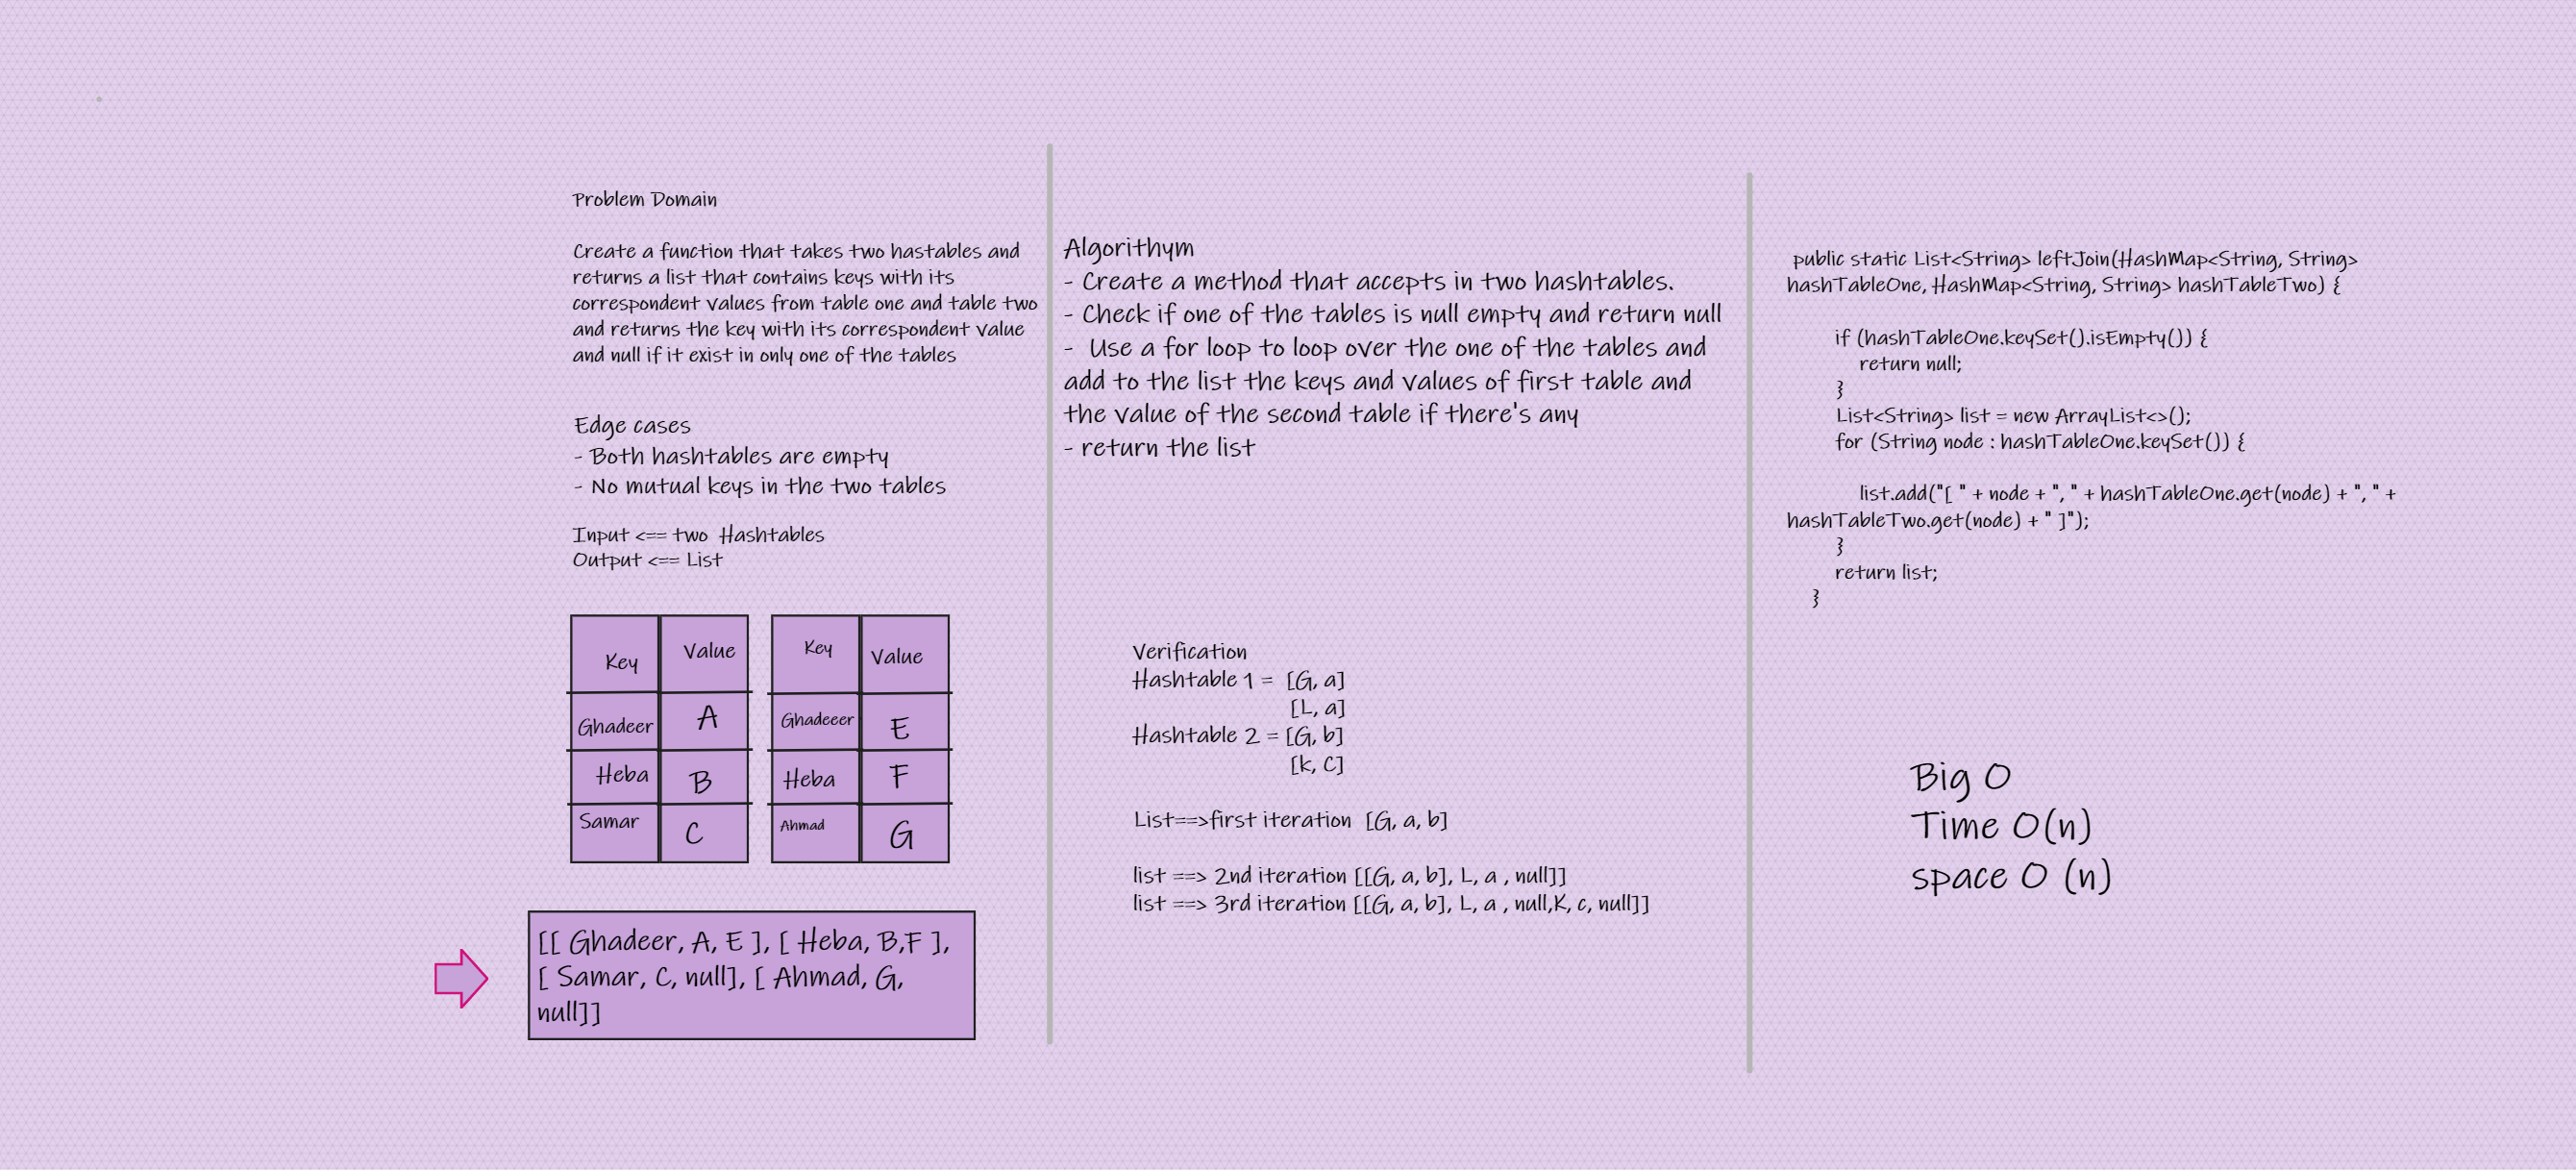 Problem Domain
Create a function that takes two hastables and
returns a list that contains keys with its
correspondent values from table one and table two
and returns the key with its correspondent value
and null if it exist in only one of the tables
Edge cases
- Both hashtables are empty
- No mutual keys in the two tables
Input <== two Hashtables
Output <== List
Key Value
Ghadeer A
Heba B
Samar C
Key Value
Ghadeeer E
Heba F
Ahmad G
[[ Ghadeer, A, E ], [ Heba, B,F ],
[ Samar, C, null], [ Ahmad, G,
null]]
Algorithym
- Create a method that accepts in two hashtables.
- Check if one of the tables is null empty and return null
- Use a for loop to loop over the one of the tables and
add to the list the keys and values of first table and
the value of the second table if there's any
- return the list
Verification
Hashtable 1 = [G, a]
[L, a]
Hashtable 2 = [G, b]
[k, C]
List==>first iteration [G, a, b]
list ==> 2nd iteration [[G, a, b], L, a , null]]
list ==> 3rd iteration [[G, a, b], L, a , null,K, c, null]]
public static List<String> leftJoin(HashMap<String, String>
hashTableOne, HashMap<String, String> hashTableTwo) {
if (hashTableOne.keySet().isEmpty()) {
return null;
}
List<String> list = new ArrayList<>();
for (String node : hashTableOne.keySet()) {
list.add("[ " + node + ", " + hashTableOne.get(node) + ", " +
hashTableTwo.get(node) + " ]");
}
return list;
}
Big O
Time O(n)
space O (n)